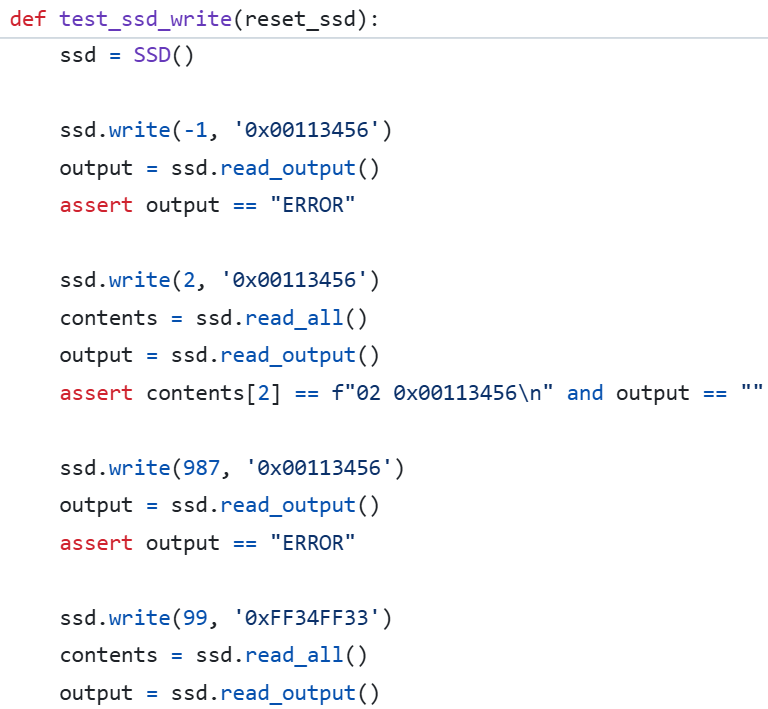 def test_ssd_write(reset_ssd):
    ssd = SSD()
    ssd.write(-1, '0x00113456')
    output = ssd.read_output()
    assert output == "ERROR"
    ssd.write(2, '0x00113456')
    contents = ssd.read_all()
    output = ssd.read_output()
    assert contents[2] == f"02 0x00113456\n" and output == ""
    ssd.write(987, '0x00113456')
    output = ssd.read_output()
    assert output == "ERROR"
    ssd.write(99, '0xFF34FF33')
    contents = ssd.read_all()
    output = ssd.read_output()